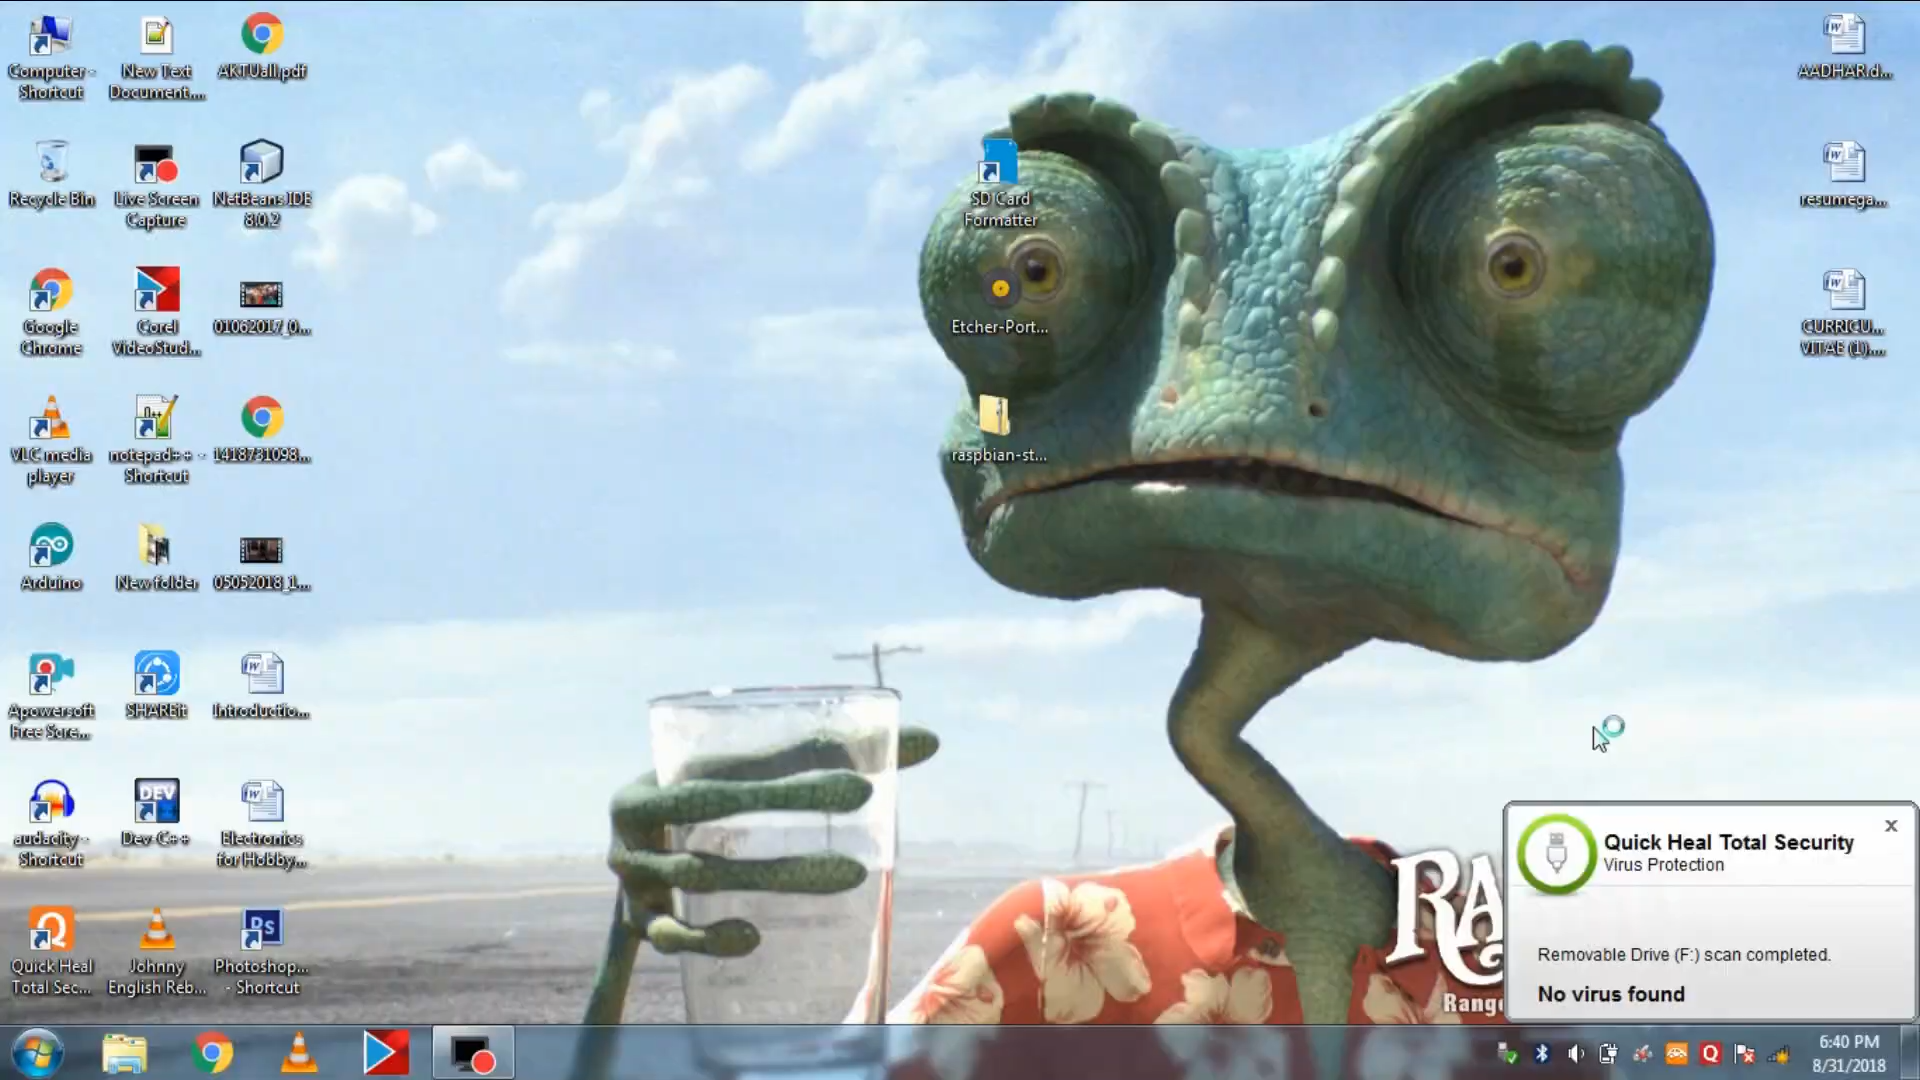 Computer -
Shortcut
New Text
Document....
AKTUall.pdf
Recycle Bin
Live Screen
Capture
NetBeans IDE
8.0.2
Google
Chrome
Corel
VideoStud...
01062017_0...
VLC media
player
notepad++ -
Shortcut
1418731098...
Arduino
New folder
05052018_1...
Apowersoft
Free Scre...
SHAREit
Introductio...
audacity -
Shortcut
Dev-C++
Electronics
for Hobby...
Quick Heal
Total Sec...
Johnny
English Reb...
Photoshop...
- Shortcut
SD Card
Formatter
Etcher-Port...
raspbian-st...
AADHAR.d...
resumega...
CURRICU...
VITAE (1)....
RA
Rang
Quick Heal Total Security
Virus Protection
Removable Drive (F:) scan completed.
No virus found
6:40 PM
8/31/2018